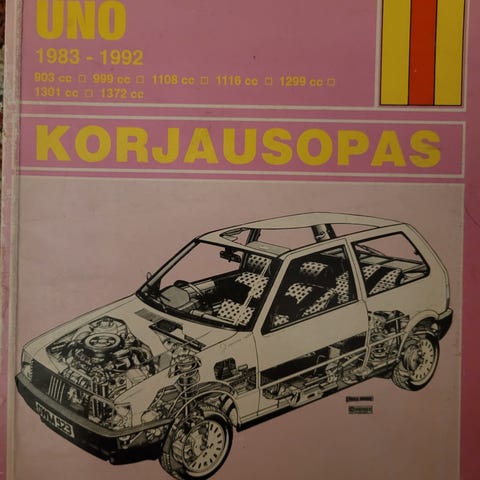 UNO
1983 - 1992
903 cc □ 999 cc □ 1108 cc □ 1116 cc □ 1299 cc □
1301 cc □ 1372 cc
KORJAUSOPAS